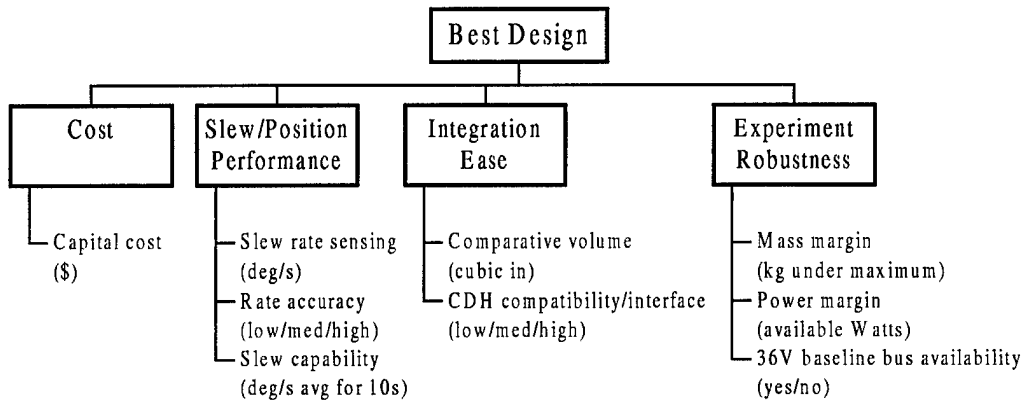 Best Design
Cost
Slew/Position
Performance
Integration
Ease
Experiment
Robustness
Capital cost
($)
Slew rate sensing
(deg/s)
Rate accuracy
(low/med/high)
Slew capability
(deg/s avg for 10s)
Comparative volume
(cubic in)
CDH compatibility/interface
(low/med/high)
Mass margin
(kg under maximum)
Power margin
(available Watts)
36V baseline bus availability
(yes/no)